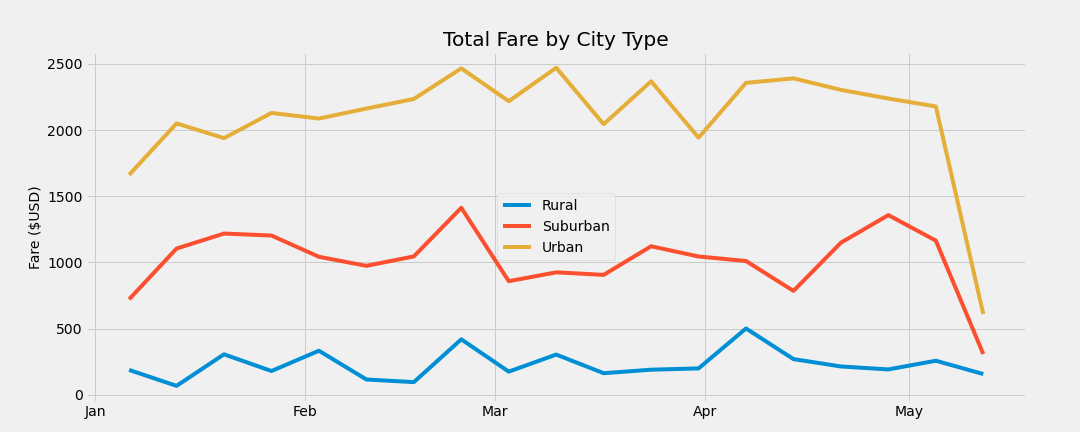 Total Fare by City Type
2500
2000
1500
1000
500
0
Fare ($USD)
Rural
Suburban
Urban
Jan Feb Mar Apr May